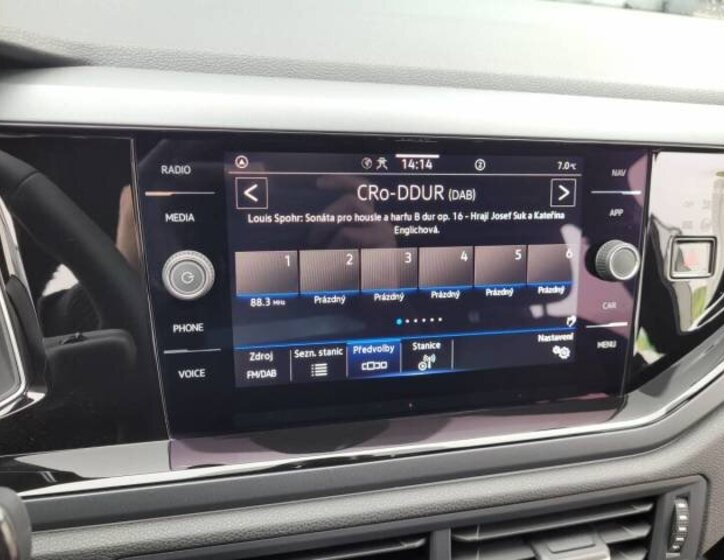 RADIO
MEDIA
PHONE
VOICE
14:14
7.0°C
CRo-DDUR (DAB)
Louis Spohr: Sonáta pro housle a harfu B dur op. 16 - Hrají Josef Suk a Kateřina
Englichová.
1 2 3 4 5 6
88.3 MHz Prázdný Prázdný Prázdný Prázdný Prázdný
Nastavení
Zdroj Sezn. stanic Předvolby Stanice
FM/DAB
NAV
APP
CAR
MENU